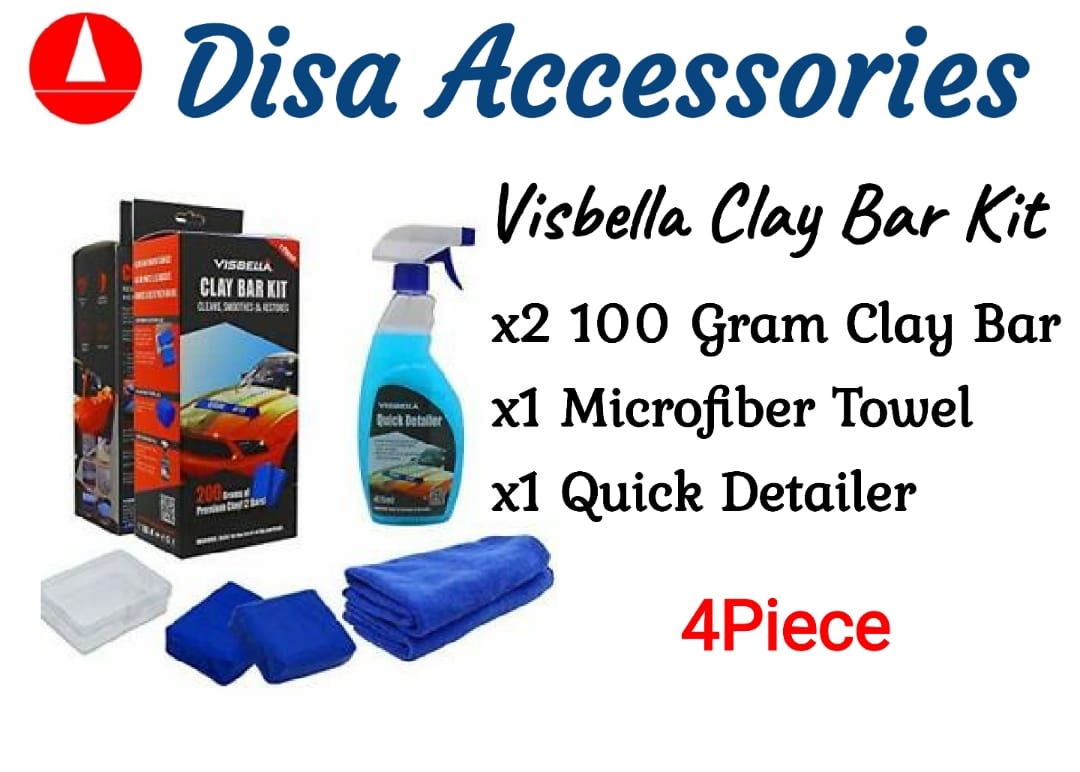 Disa Accessories
Visbella Clay Bar Kit
x2 100 Gram Clay Bar
x1 Microfiber Towel
x1 Quick Detailer
4Piece
VISBELLA
CLAY BAR KIT
CLEANS, SMOOTHES & RESTORES
200 Grams of
Premium Clay! (2 Bars)
VISBELLA
Quick Detailer